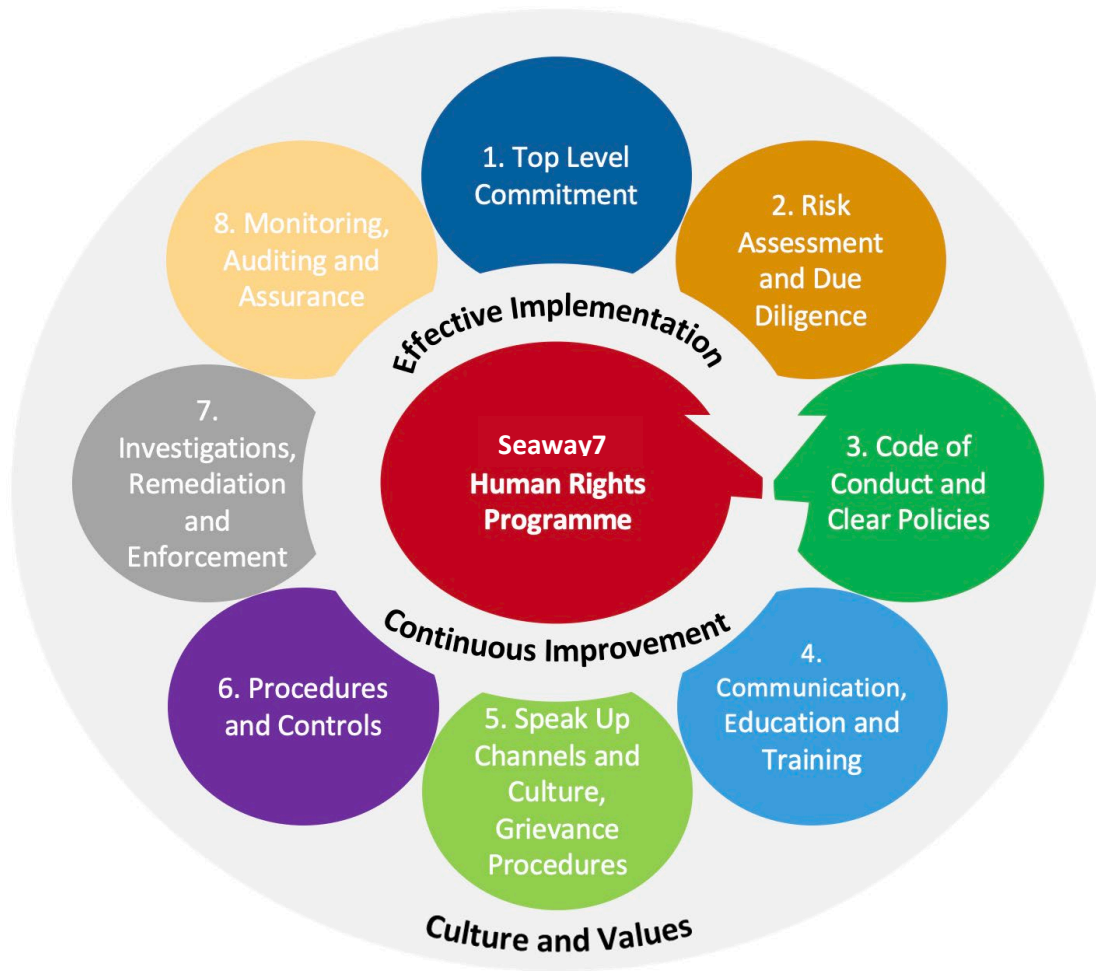 1. Top Level
Commitment
2. Risk
Assessment
and Due
Diligence
3. Code of
Conduct and
Clear Policies
4.
Communication,
Education and
Training
5. Speak Up
Channels and
Culture,
Grievance
Procedures
6. Procedures
and Controls
7.
Investigations,
Remediation
and
Enforcement
8. Monitoring,
Auditing and
Assurance
Effective Implementation
Seaway7
Human Rights
Programme
Continuous Improvement
Culture and Values